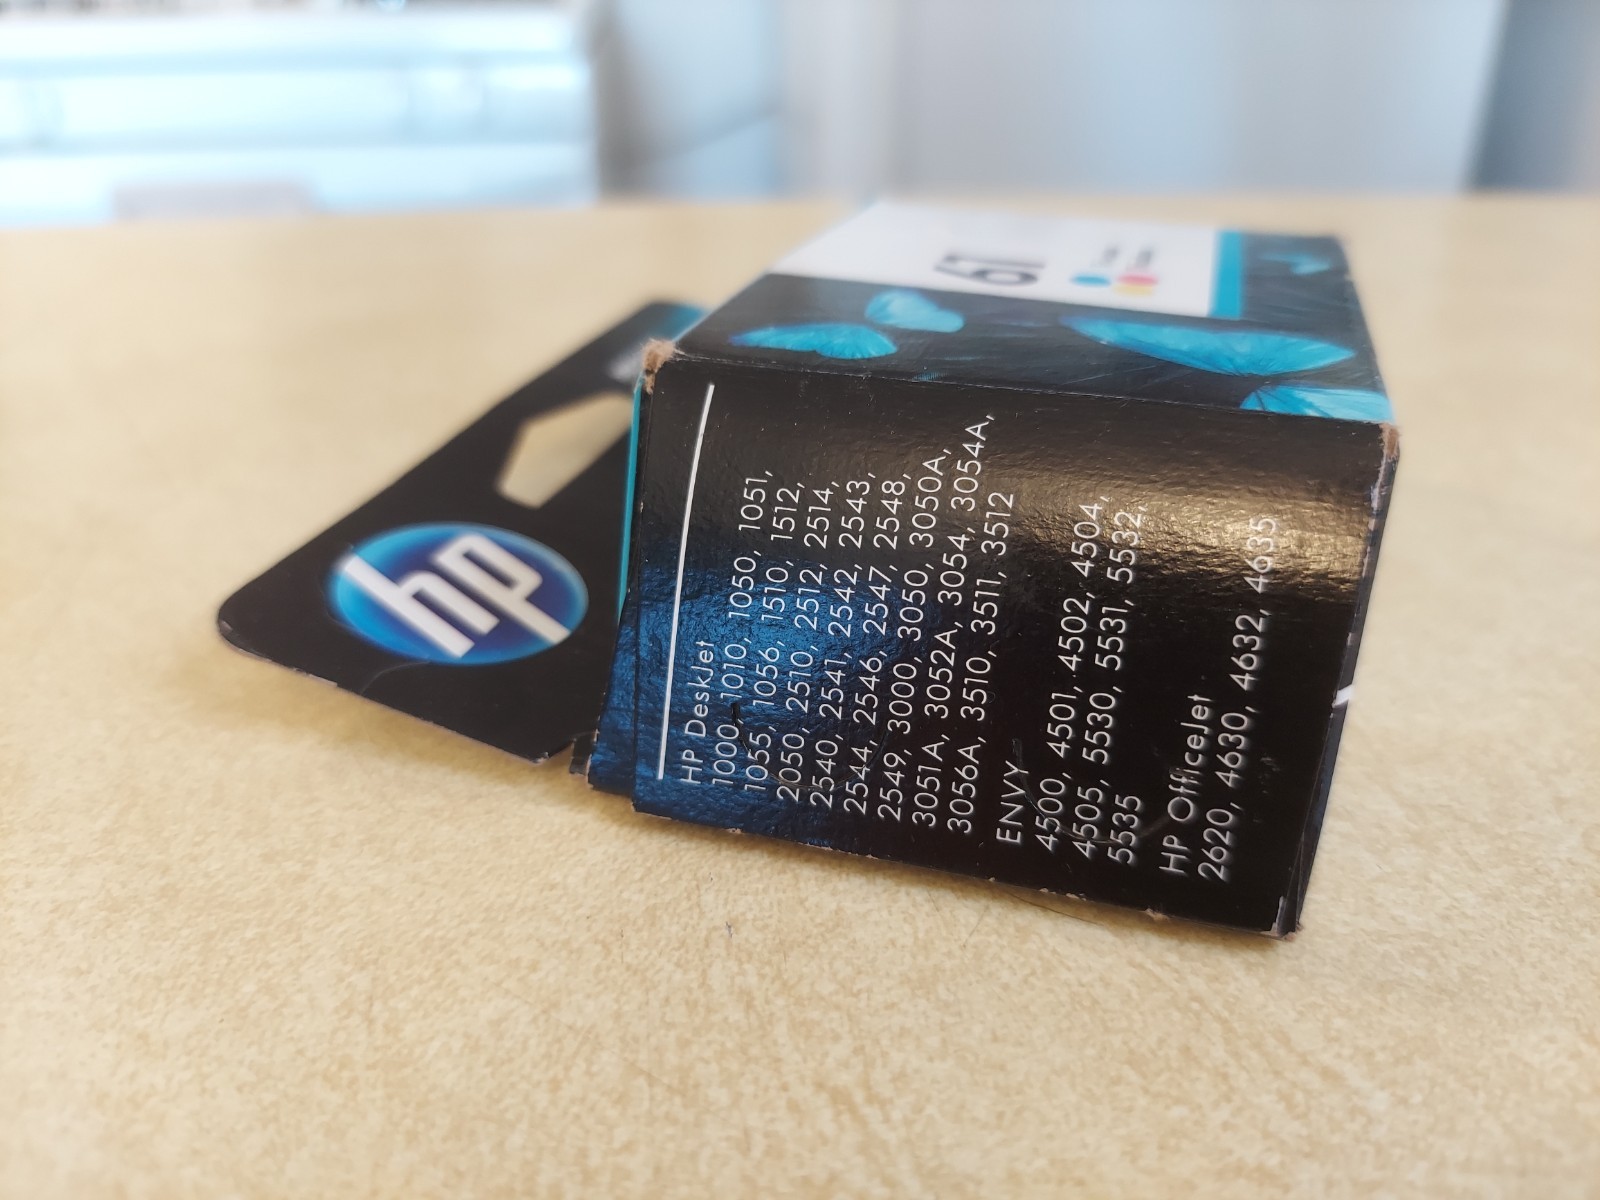 hp
61
HP DeskJet
1000, 1010, 1050, 1051,
1055, 1056, 1510, 1512,
2050, 2510, 2512, 2514,
2540, 2541, 2542, 2543,
2544, 2546, 2547, 2548,
2549, 3000, 3050, 3050A,
3051A, 3052A, 3054, 3054A,
3056A, 3510, 3511, 3512
ENVY
4500, 4501, 4502, 4504,
4505, 5530, 5531, 5532,
5535
HP OfficeJet
2620, 4630, 4632, 4635